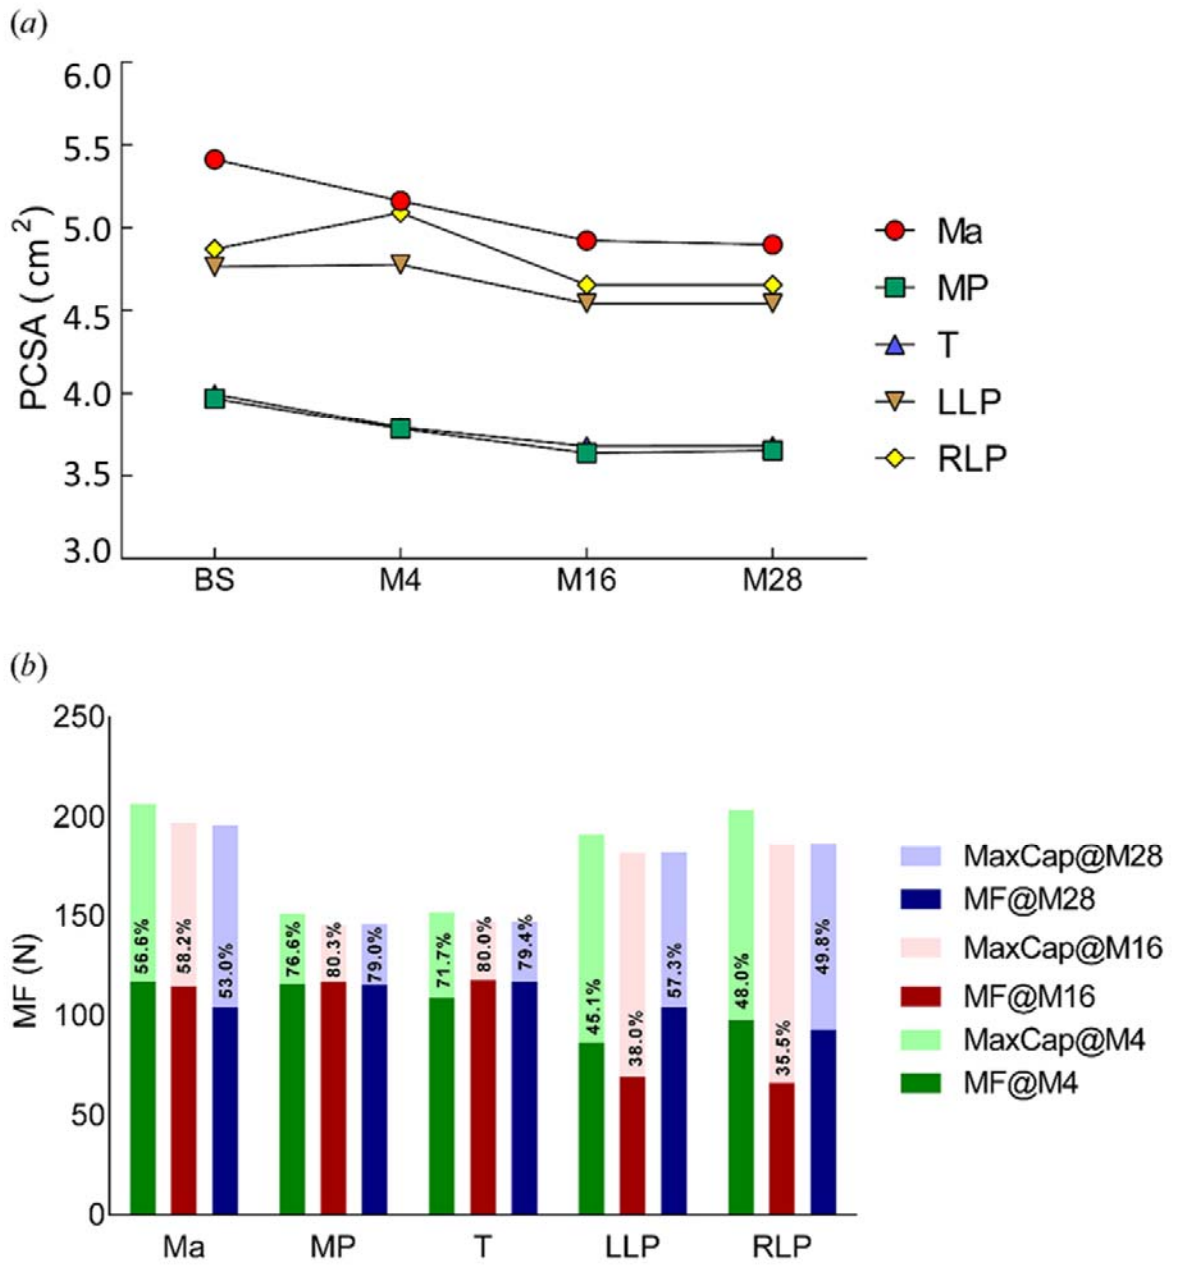 (a)
PCSA ( cm²)
6.0
5.5
5.0
4.5
4.0
3.5
3.0
BS M4 M16 M28
Ma
MP
T
LLP
RLP
(b)
MF (N)
250
200
150
100
50
0
56.6% 58.2% 53.0% 76.6% 80.3% 79.0% 71.7% 80.0% 79.4% 45.1% 38.0% 57.3% 48.0% 35.5% 49.8%
Ma MP T LLP RLP
MaxCap@M28
MF@M28
MaxCap@M16
MF@M16
MaxCap@M4
MF@M4